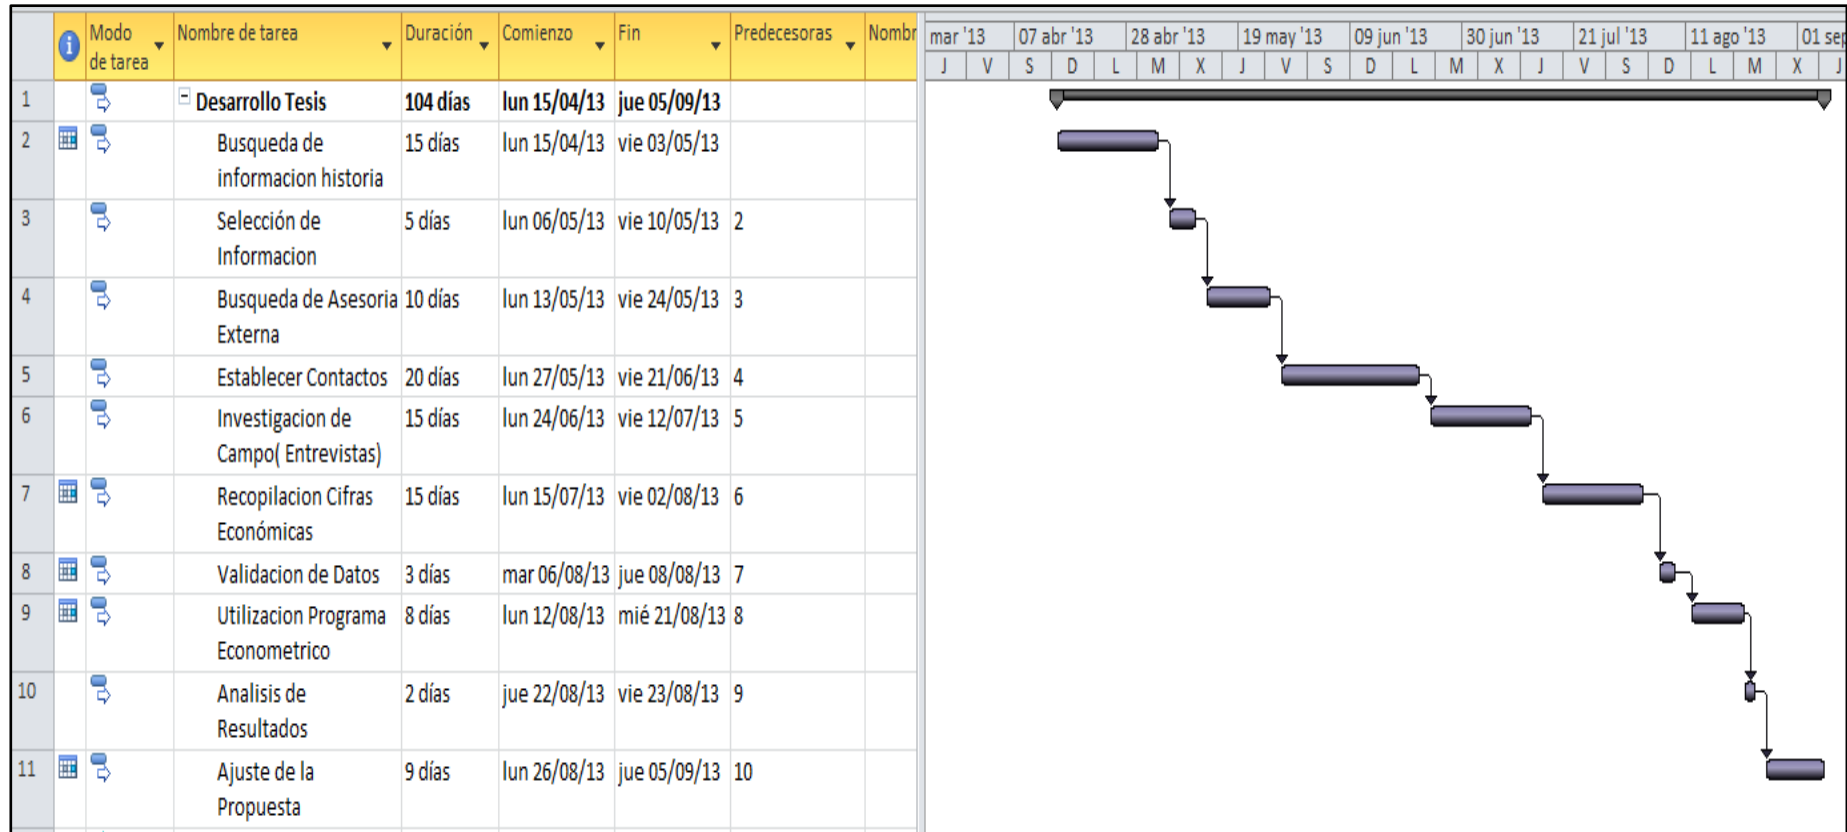 Modo de tarea Nombre de tarea Duración Comienzo Fin Predecesoras Nombr
mar '13 07 abr '13 28 abr '13 19 may '13 09 jun '13 30 jun '13 21 jul '13 11 ago '13 01 sep
J V S D L M X J V S D L M X J V S D L M X J
1 Desarrollo Tesis 104 días lun 15/04/13 jue 05/09/13
2 Busqueda de 15 días lun 15/04/13 vie 03/05/13
informacion historia
3 Selección de 5 días lun 06/05/13 vie 10/05/13 2
Informacion
4 Busqueda de Asesoria 10 días lun 13/05/13 vie 24/05/13 3
Externa
5 Establecer Contactos 20 días lun 27/05/13 vie 21/06/13 4
6 Investigacion de 15 días lun 24/06/13 vie 12/07/13 5
Campo( Entrevistas)
7 Recopilacion Cifras 15 días lun 15/07/13 vie 02/08/13 6
Económicas
8 Validacion de Datos 3 días mar 06/08/13 jue 08/08/13 7
9 Utilizacion Programa 8 días lun 12/08/13 mié 21/08/13 8
Econometrico
10 Analisis de 2 días jue 22/08/13 vie 23/08/13 9
Resultados
11 Ajuste de la 9 días lun 26/08/13 jue 05/09/13 10
Propuesta